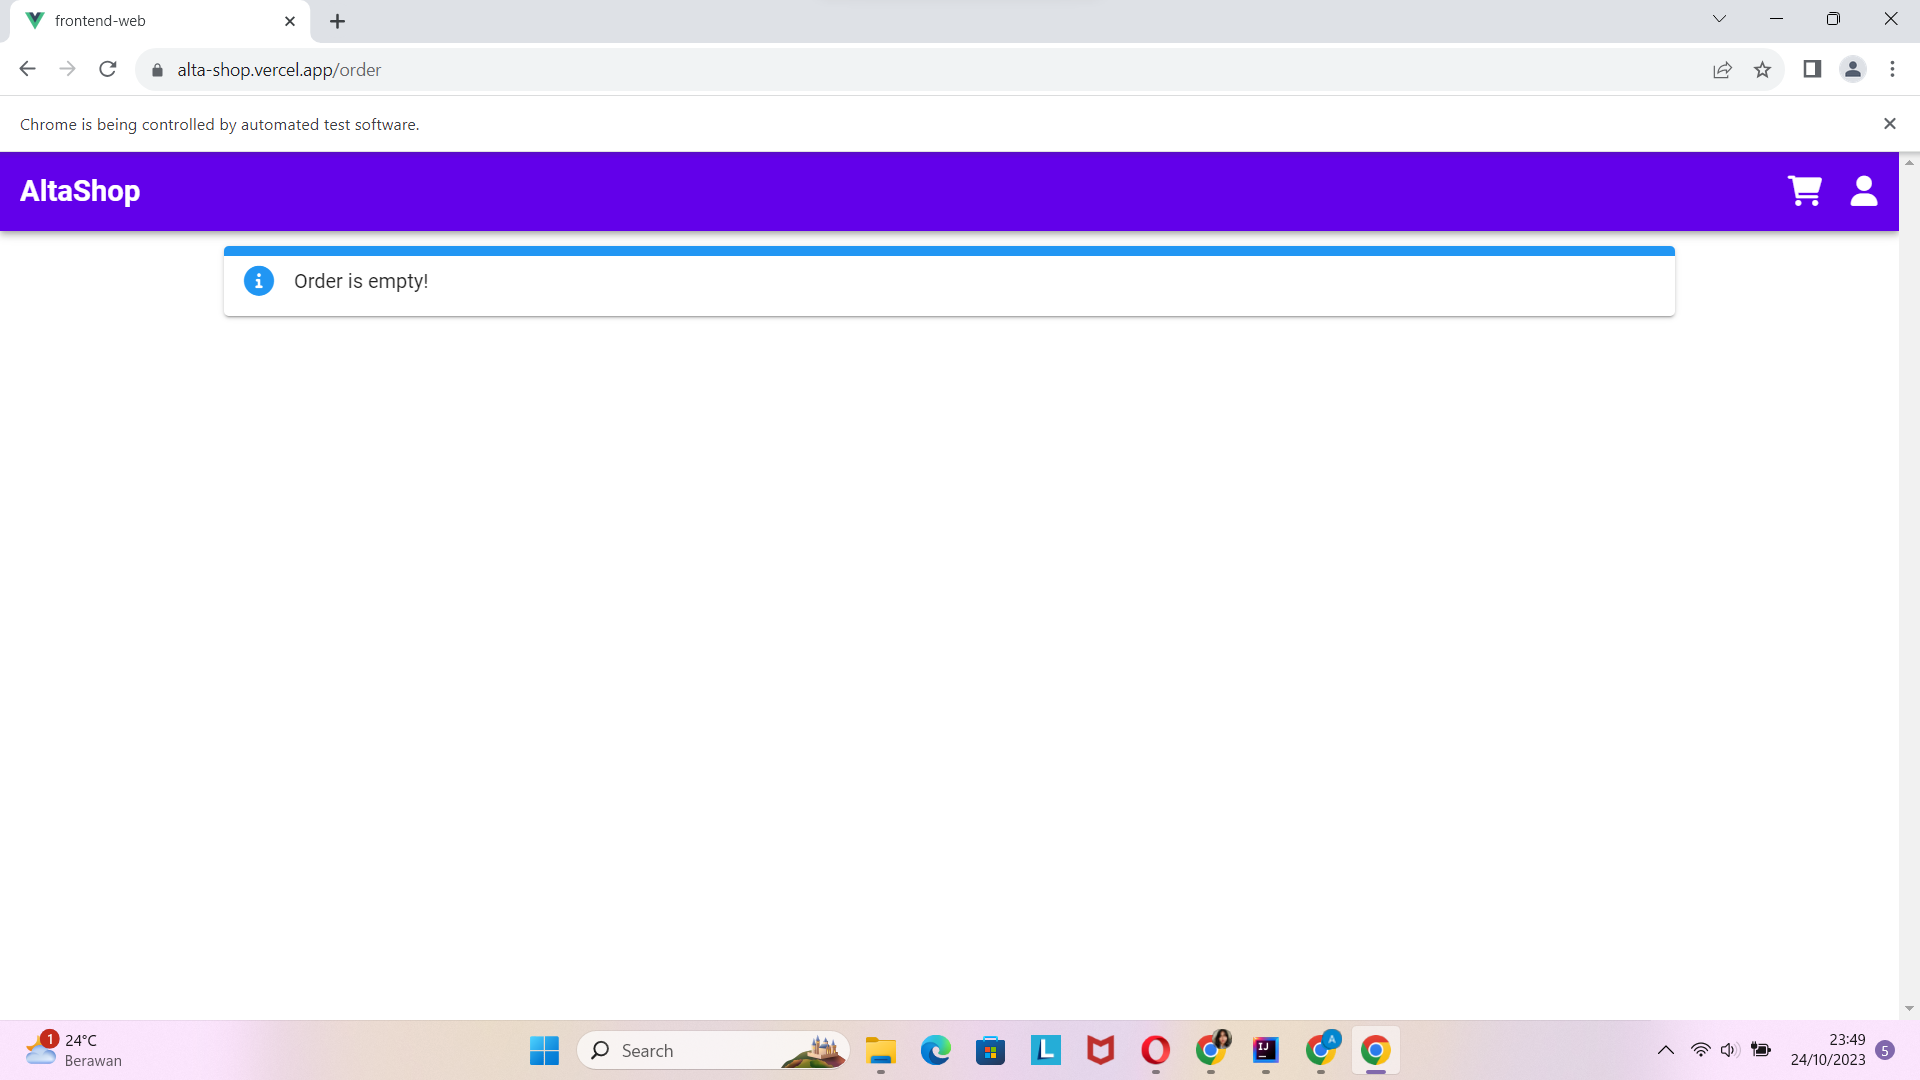 frontend-web
alta-shop.vercel.app/order
Chrome is being controlled by automated test software.
AltaShop
Order is empty!
1
24°C
Berawan
Search
L
IJ
A
23:49
24/10/2023
5